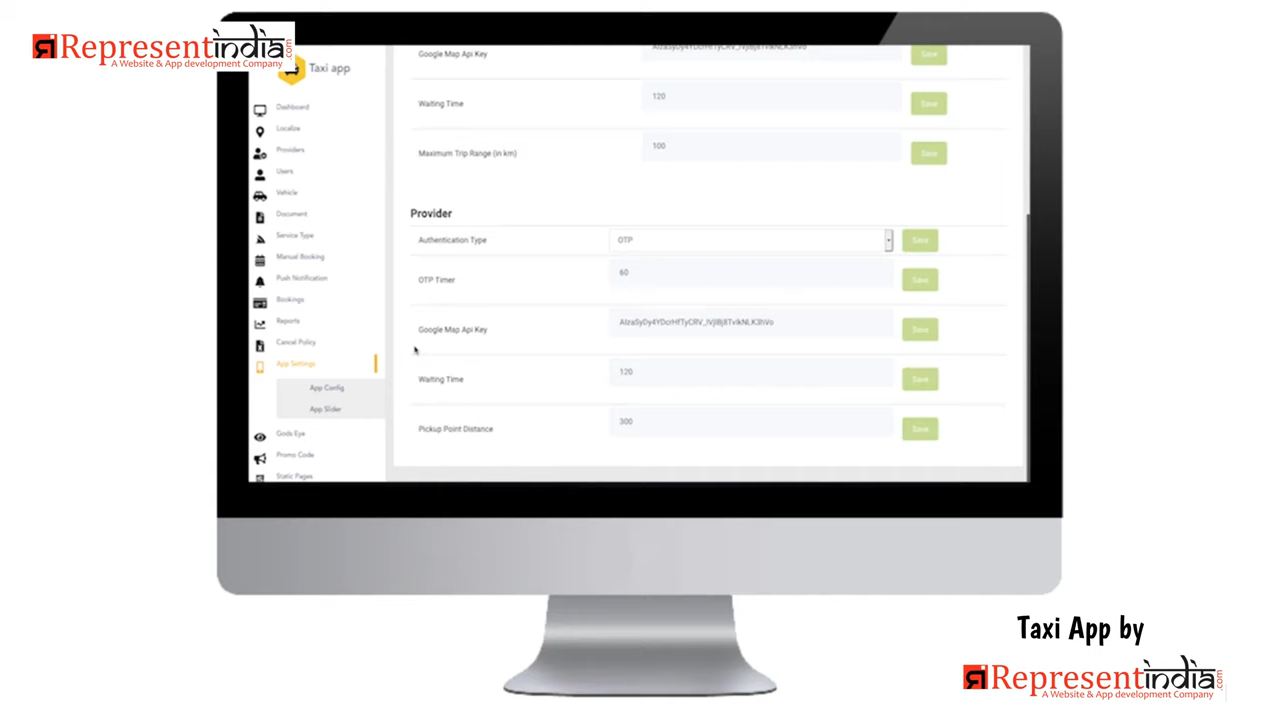 Representindia.com
A Website & App development Company
Taxi app
Dashboard
Localize
Providers
Users
Vehicle
Document
Service Type
Manual Booking
Push Notification
Bookings
Reports
Cancel Policy
App Settings
App Config
App Slider
Gods Eye
Promo Code
Static Pages
Google Map Api Key
Save
Waiting Time
120
Save
Maximum Trip Range (in km)
100
Save
Provider
Authentication Type
OTP
Save
OTP Timer
60
Save
Google Map Api Key
Save
Waiting Time
120
Save
Pickup Point Distance
300
Save
Taxi App by
Representindia.com
A Website & App development Company